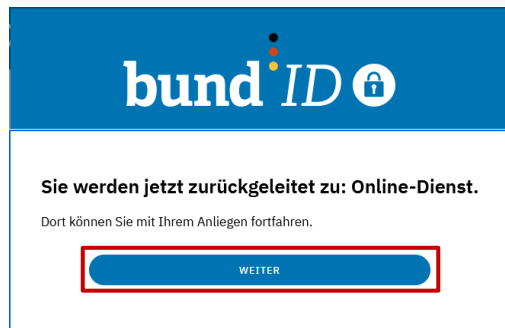 bund ID
Sie werden jetzt zurückgeleitet zu: Online-Dienst.
Dort können Sie mit Ihrem Anliegen fortfahren.
WEITER